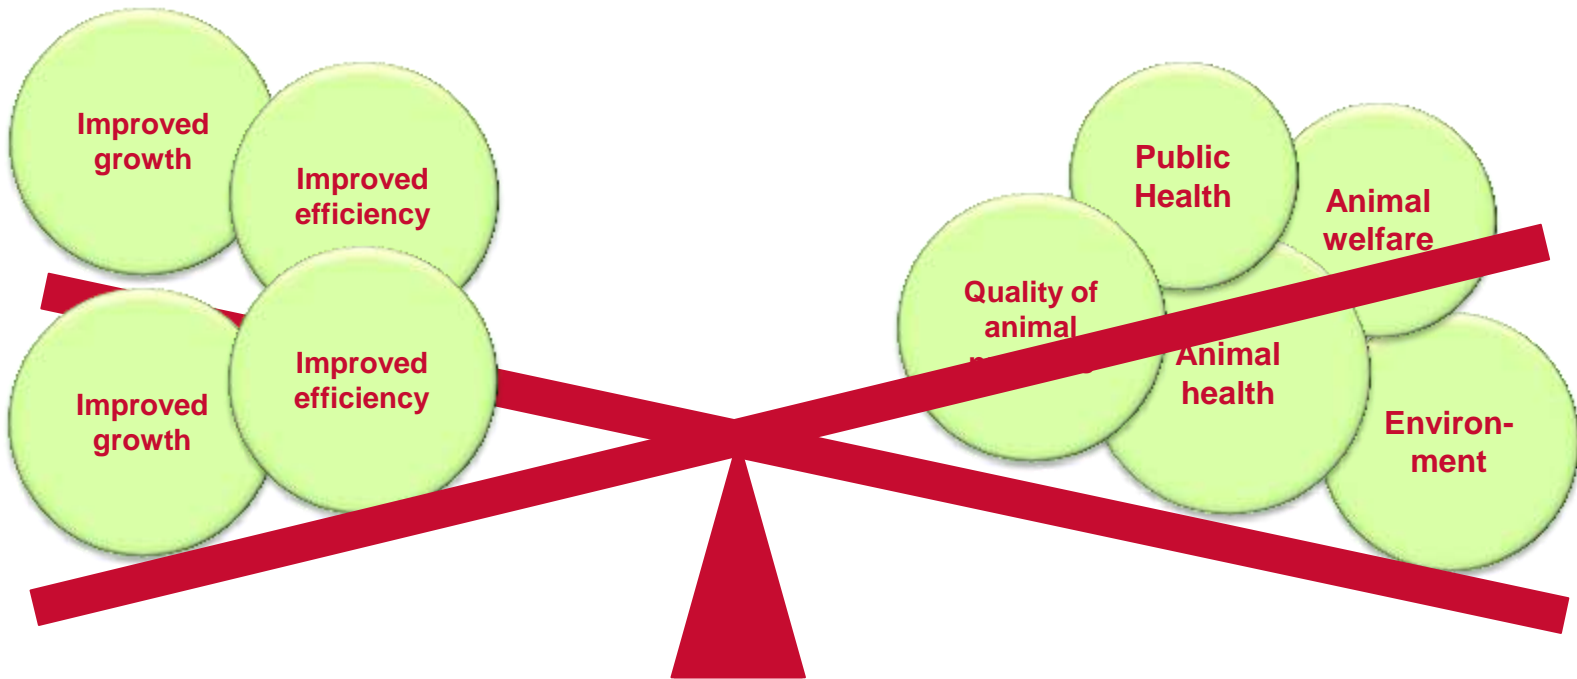 Improved
growth
Improved
efficiency
Improved
growth
Improved
efficiency
Public
Health
Animal
welfare
Quality of
animal
Animal
health
Environ-
ment